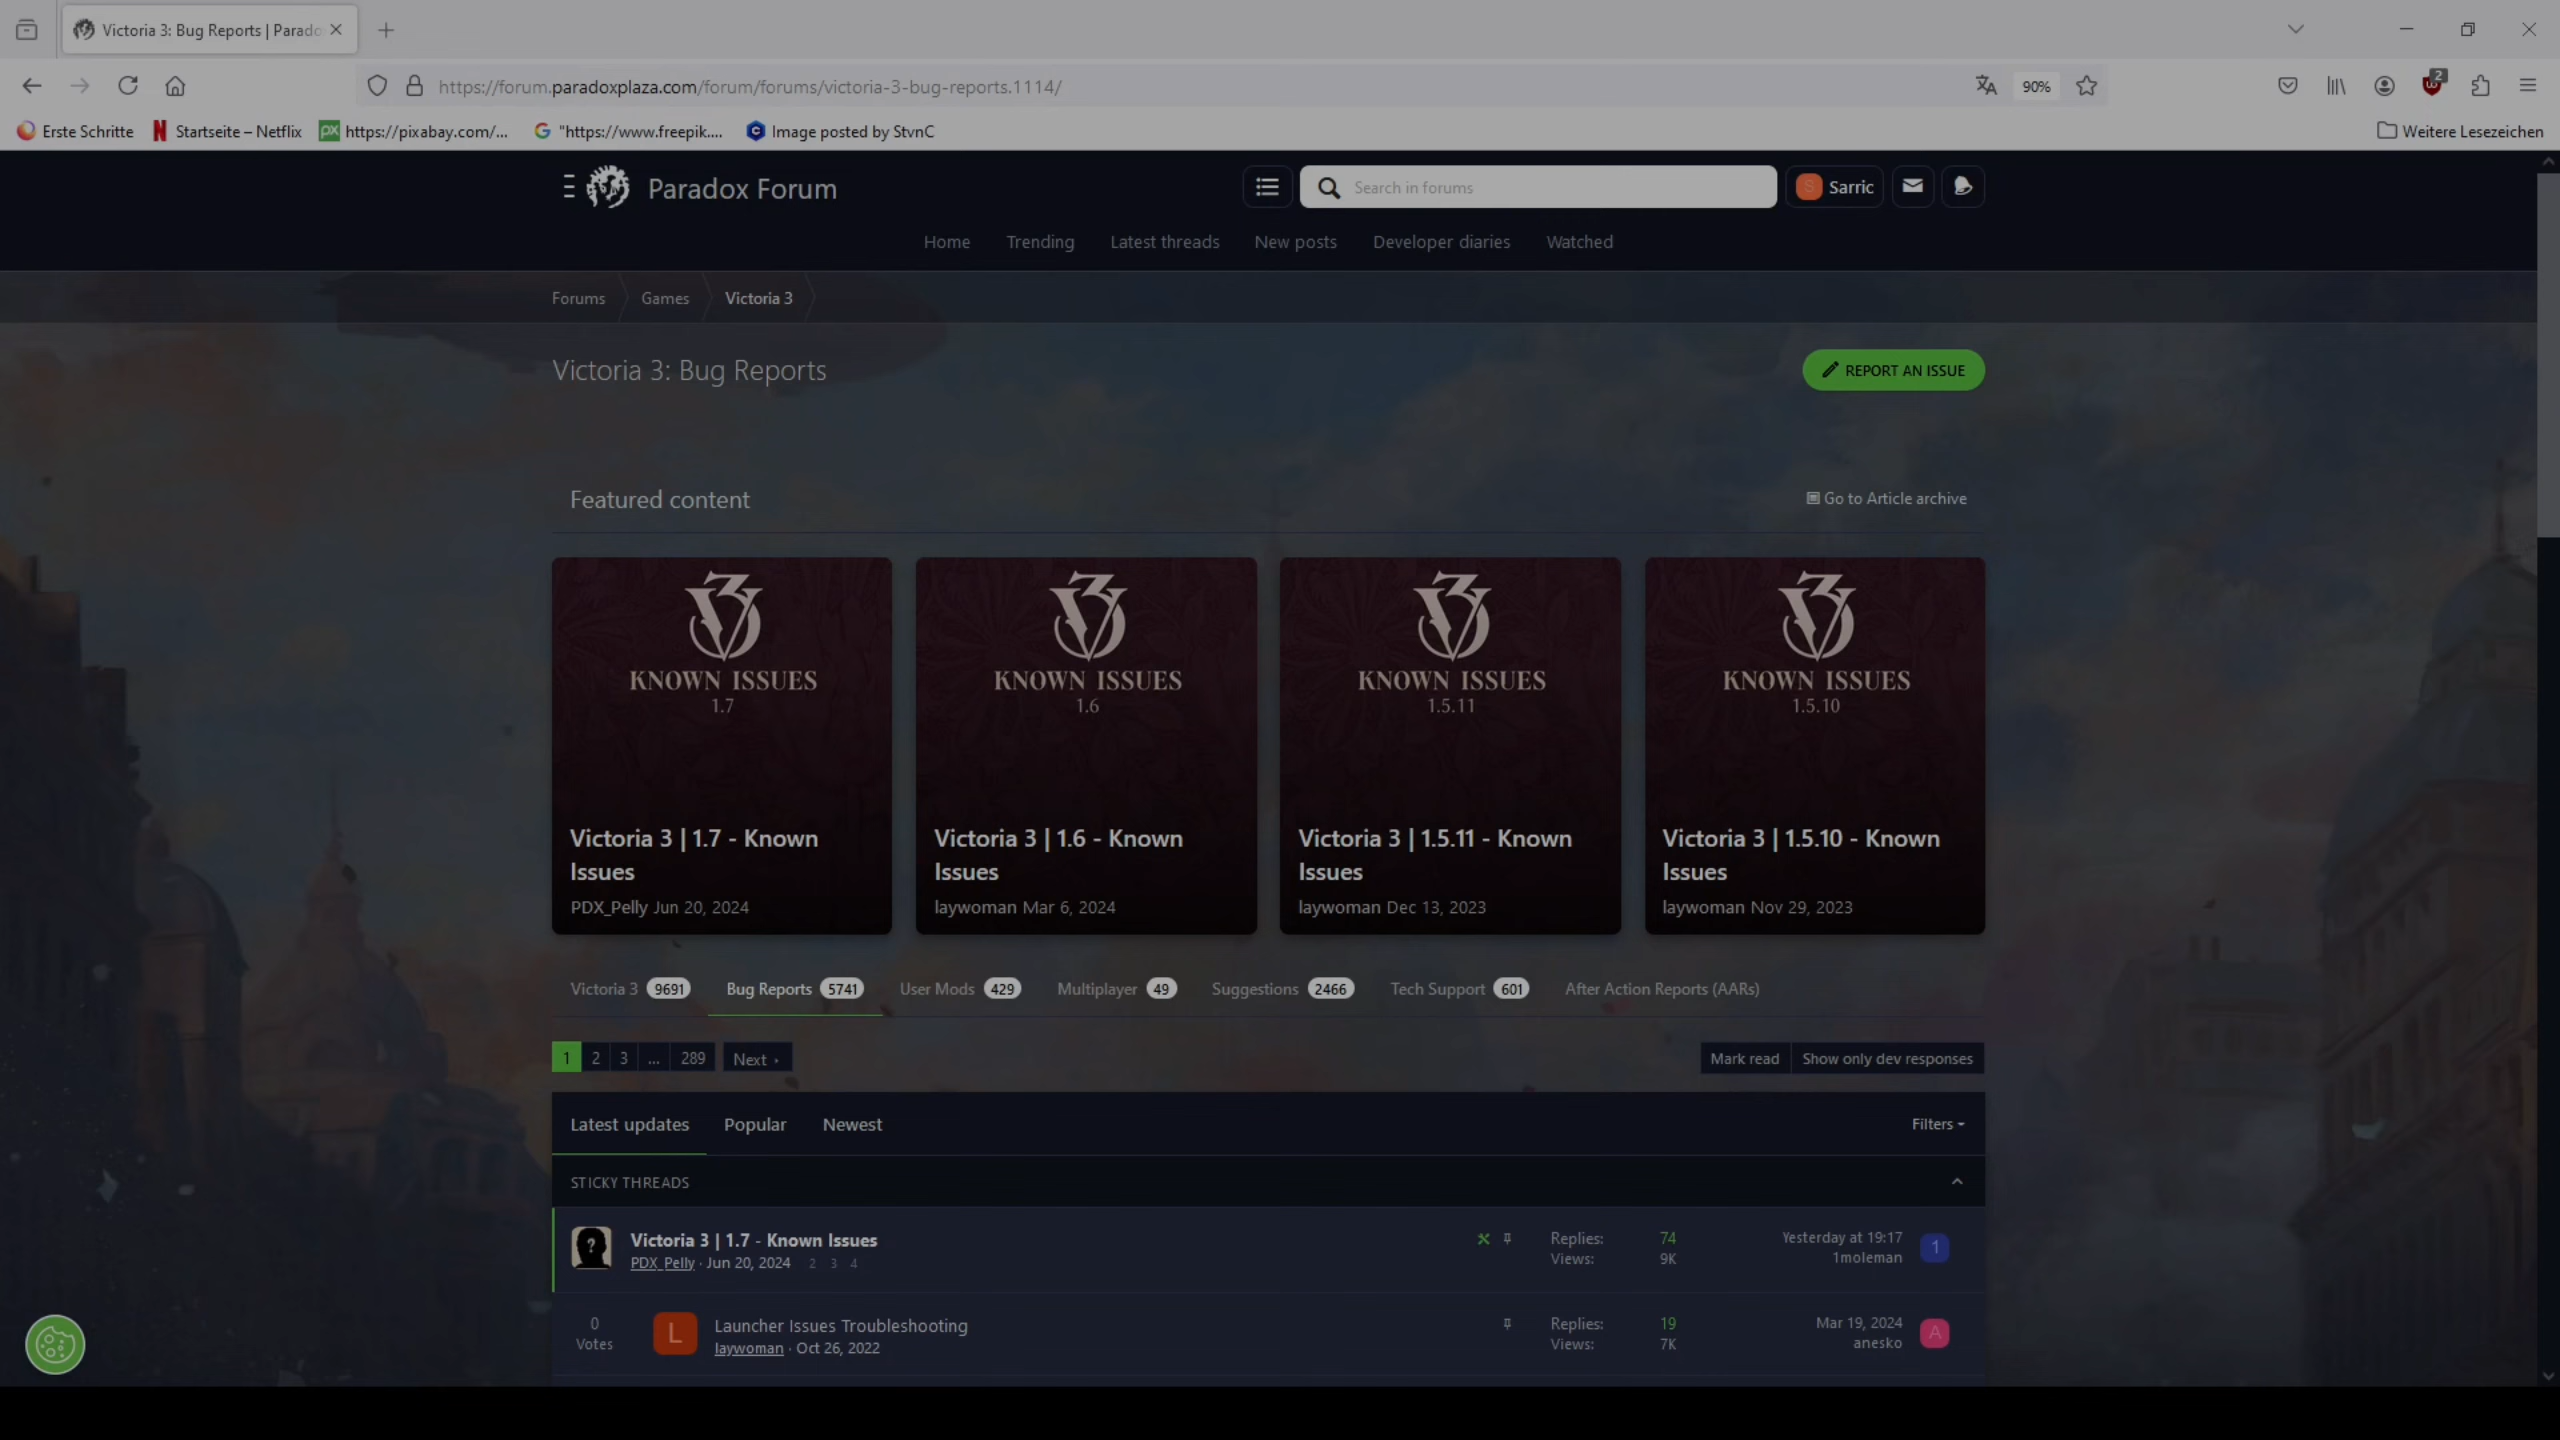 Victoria 3: Bug Reports | Parado
https://forum.paradoxplaza.com/forum/forums/victoria-3-bug-reports.1114/
90%
2
Erste Schritte
Startseite – Netflix
https://pixabay.com/...
"https://www.freepik....
Image posted by StvnC
Weitere Lesezeichen
Paradox Forum
Search in forums
S
Sarric
Home
Trending
Latest threads
New posts
Developer diaries
Watched
Forums
Games
Victoria 3
Victoria 3: Bug Reports
REPORT AN ISSUE
Featured content
Go to Article archive
KNOWN ISSUES
1.7
Victoria 3 | 1.7 - Known
Issues
PDX_Pelly Jun 20, 2024
KNOWN ISSUES
1.6
Victoria 3 | 1.6 - Known
Issues
laywoman Mar 6, 2024
KNOWN ISSUES
1.5.11
Victoria 3 | 1.5.11 - Known
Issues
laywoman Dec 13, 2023
KNOWN ISSUES
1.5.10
Victoria 3 | 1.5.10 - Known
Issues
laywoman Nov 29, 2023
Victoria 3 9691
Bug Reports 5741
User Mods 429
Multiplayer 49
Suggestions 2466
Tech Support 601
After Action Reports (AARs)
1 2 3 ... 289 Next ›
Mark read
Show only dev responses
Latest updates
Popular
Newest
Filters
STICKY THREADS
?
Victoria 3 | 1.7 - Known Issues
PDX_Pelly · Jun 20, 2024 2 3 4
Replies: 74
Views: 9K
Yesterday at 19:17
1moleman
1
0
Votes
L
Launcher Issues Troubleshooting
laywoman · Oct 26, 2022
Replies: 19
Views: 7K
Mar 19, 2024
anesko
A